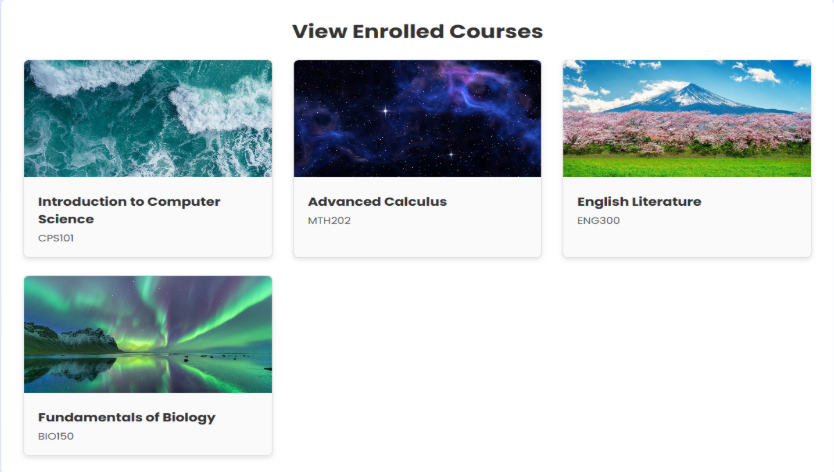 View Enrolled Courses
Introduction to Computer
Science
CPS101
Advanced Calculus
MTH202
English Literature
ENG300
Fundamentals of Biology
BIO150